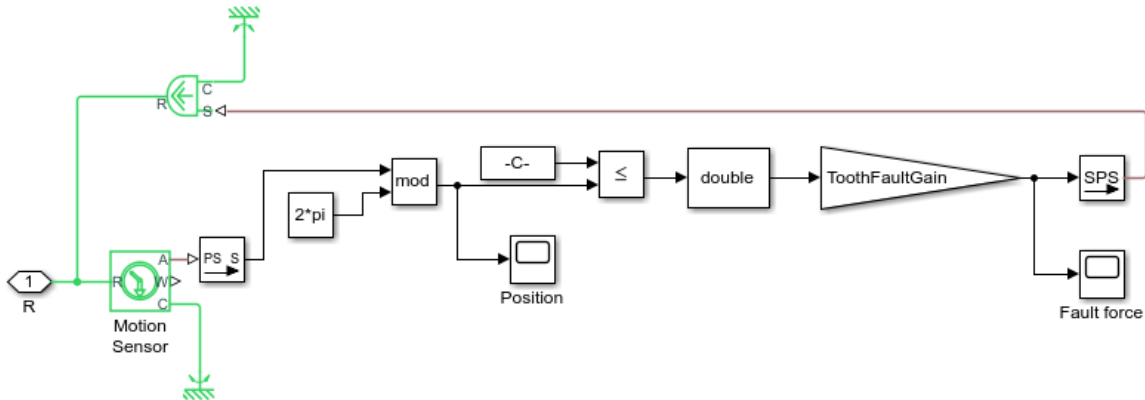 C
R
S
-C-
mod
≤
double
ToothFaultGain
SPS
2*pi
A
PS S
R
W
C
1
R
Motion
Sensor
Position
Fault force